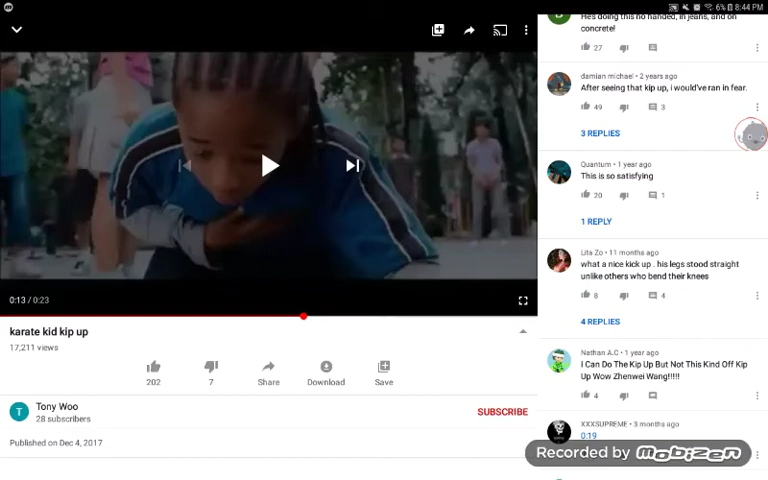 6% 8:44 PM
He's doing this no handed, in jeans, and on
concrete!
27
damian michael • 2 years ago
After seeing that kip up, i would've ran in fear.
49 3
3 REPLIES
Quantum • 1 year ago
This is so satisfying
20 1
1 REPLY
Lita Zo • 11 months ago
what a nice kick up . his legs stood straight
unlike others who bend their knees
8 4
4 REPLIES
Nathan A.C • 1 year ago
I Can Do The Kip Up But Not This Kind Off Kip
Up Wow Zhenwei Wang!!!!!
4
XXXSUPREME • 3 months ago
0:19
0:13 / 0:23
karate kid kip up
17,211 views
202 7 Share Download Save
T
Tony Woo
28 subscribers
SUBSCRIBE
Published on Dec 4, 2017
Recorded by Mobizen